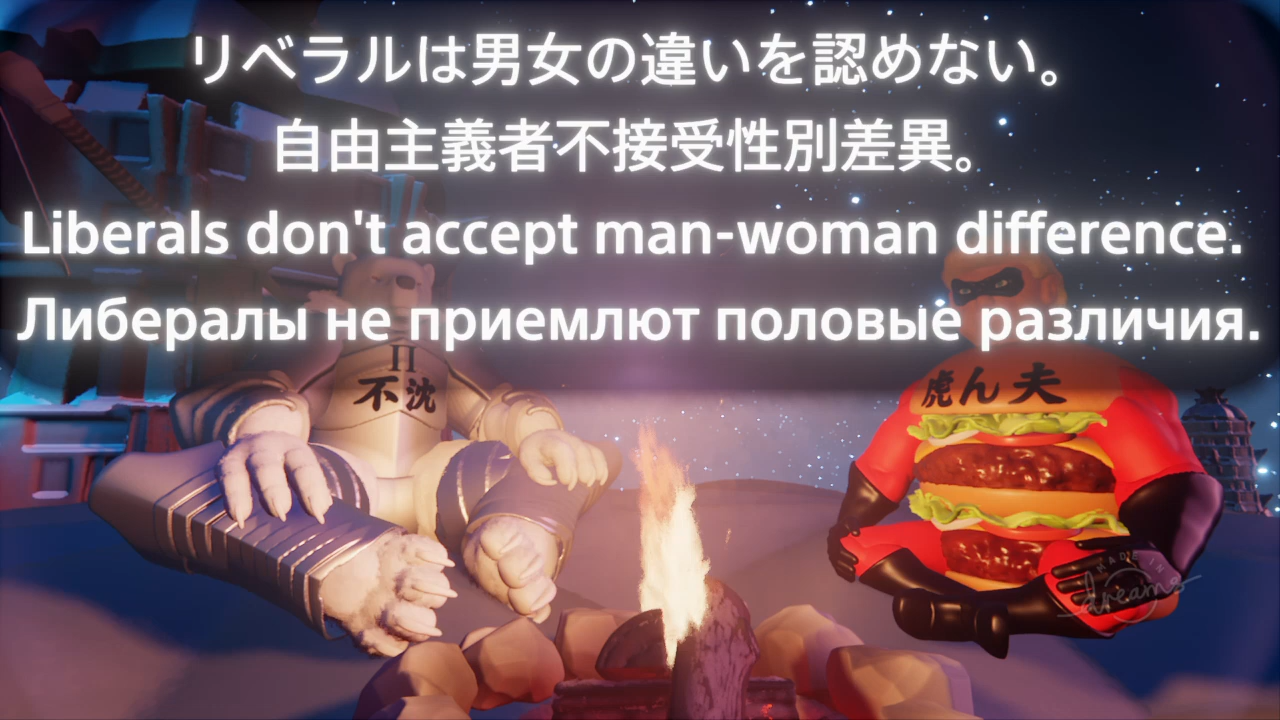 リベラルは男女の違いを認めない。
自由主義者不接受性別差異。
Liberals don't accept man-woman difference.
Либералы не приемлют половые различия.
II
不沈
虎ん夫
MADE IN
dreams